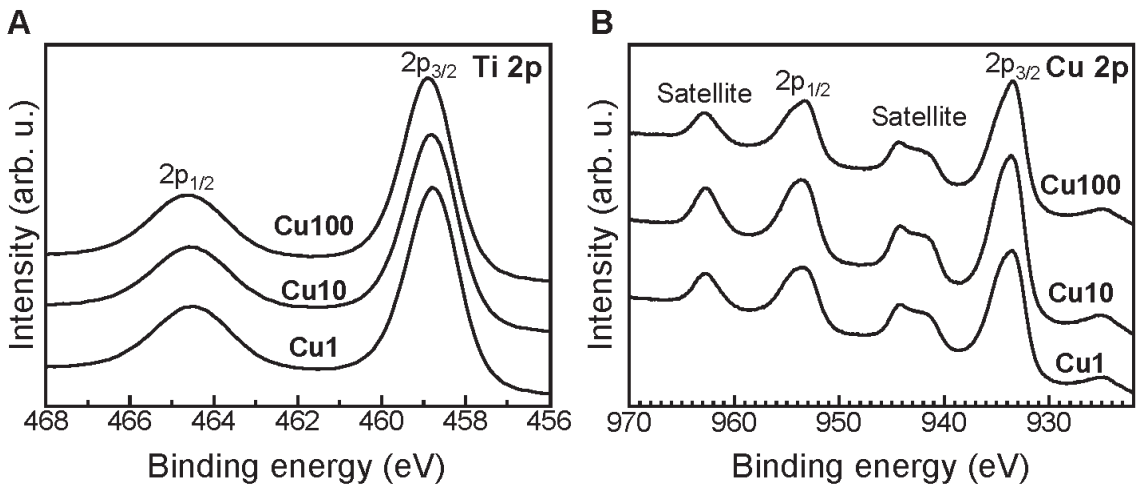 A
2p3/2 Ti 2p
2p1/2
Cu100
Cu10
Cu1
468 466 464 462 460 458 456
Binding energy (eV)
Intensity (arb. u.)
B
2p3/2 Cu 2p
Satellite 2p1/2
Satellite
Cu100
Cu10
Cu1
970 960 950 940 930
Binding energy (eV)
Intensity (arb. u.)